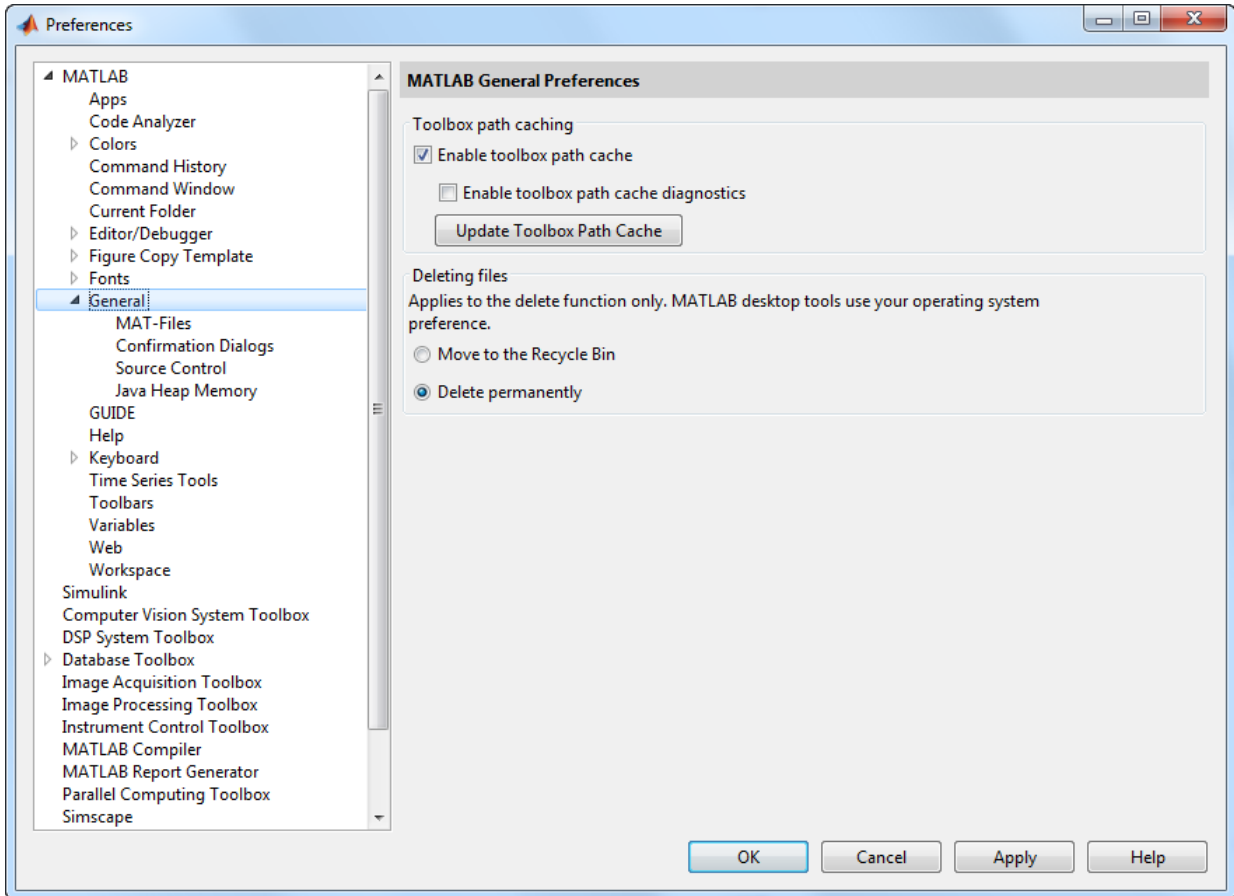 Preferences
MATLAB
Apps
Code Analyzer
Colors
Command History
Command Window
Current Folder
Editor/Debugger
Figure Copy Template
Fonts
General
MAT-Files
Confirmation Dialogs
Source Control
Java Heap Memory
GUIDE
Help
Keyboard
Time Series Tools
Toolbars
Variables
Web
Workspace
Simulink
Computer Vision System Toolbox
DSP System Toolbox
Database Toolbox
Image Acquisition Toolbox
Image Processing Toolbox
Instrument Control Toolbox
MATLAB Compiler
MATLAB Report Generator
Parallel Computing Toolbox
Simscape
MATLAB General Preferences
Toolbox path caching
Enable toolbox path cache
Enable toolbox path cache diagnostics
Update Toolbox Path Cache
Deleting files
Applies to the delete function only. MATLAB desktop tools use your operating system
preference.
Move to the Recycle Bin
Delete permanently
OK
Cancel
Apply
Help